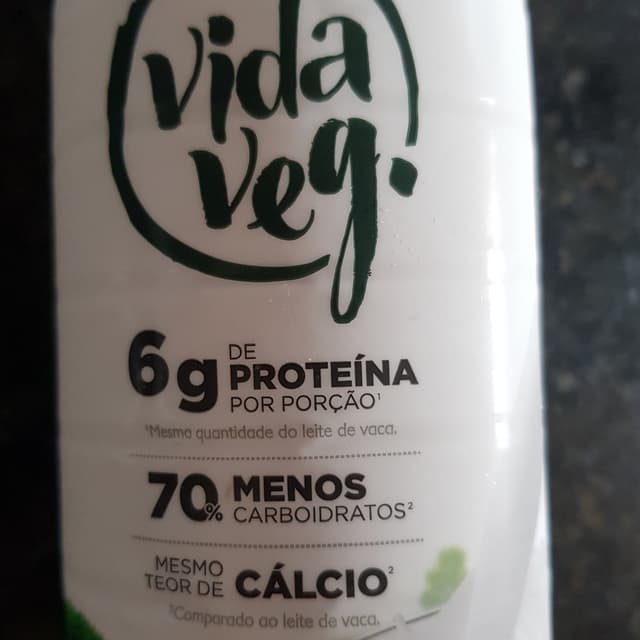 vida
veg.
6g DE
PROTEÍNA
POR PORÇÃO¹
¹Mesma quantidade do leite de vaca.
70% MENOS
CARBOIDRATOS²
MESMO
TEOR DE CÁLCIO²
²Comparado ao leite de vaca.